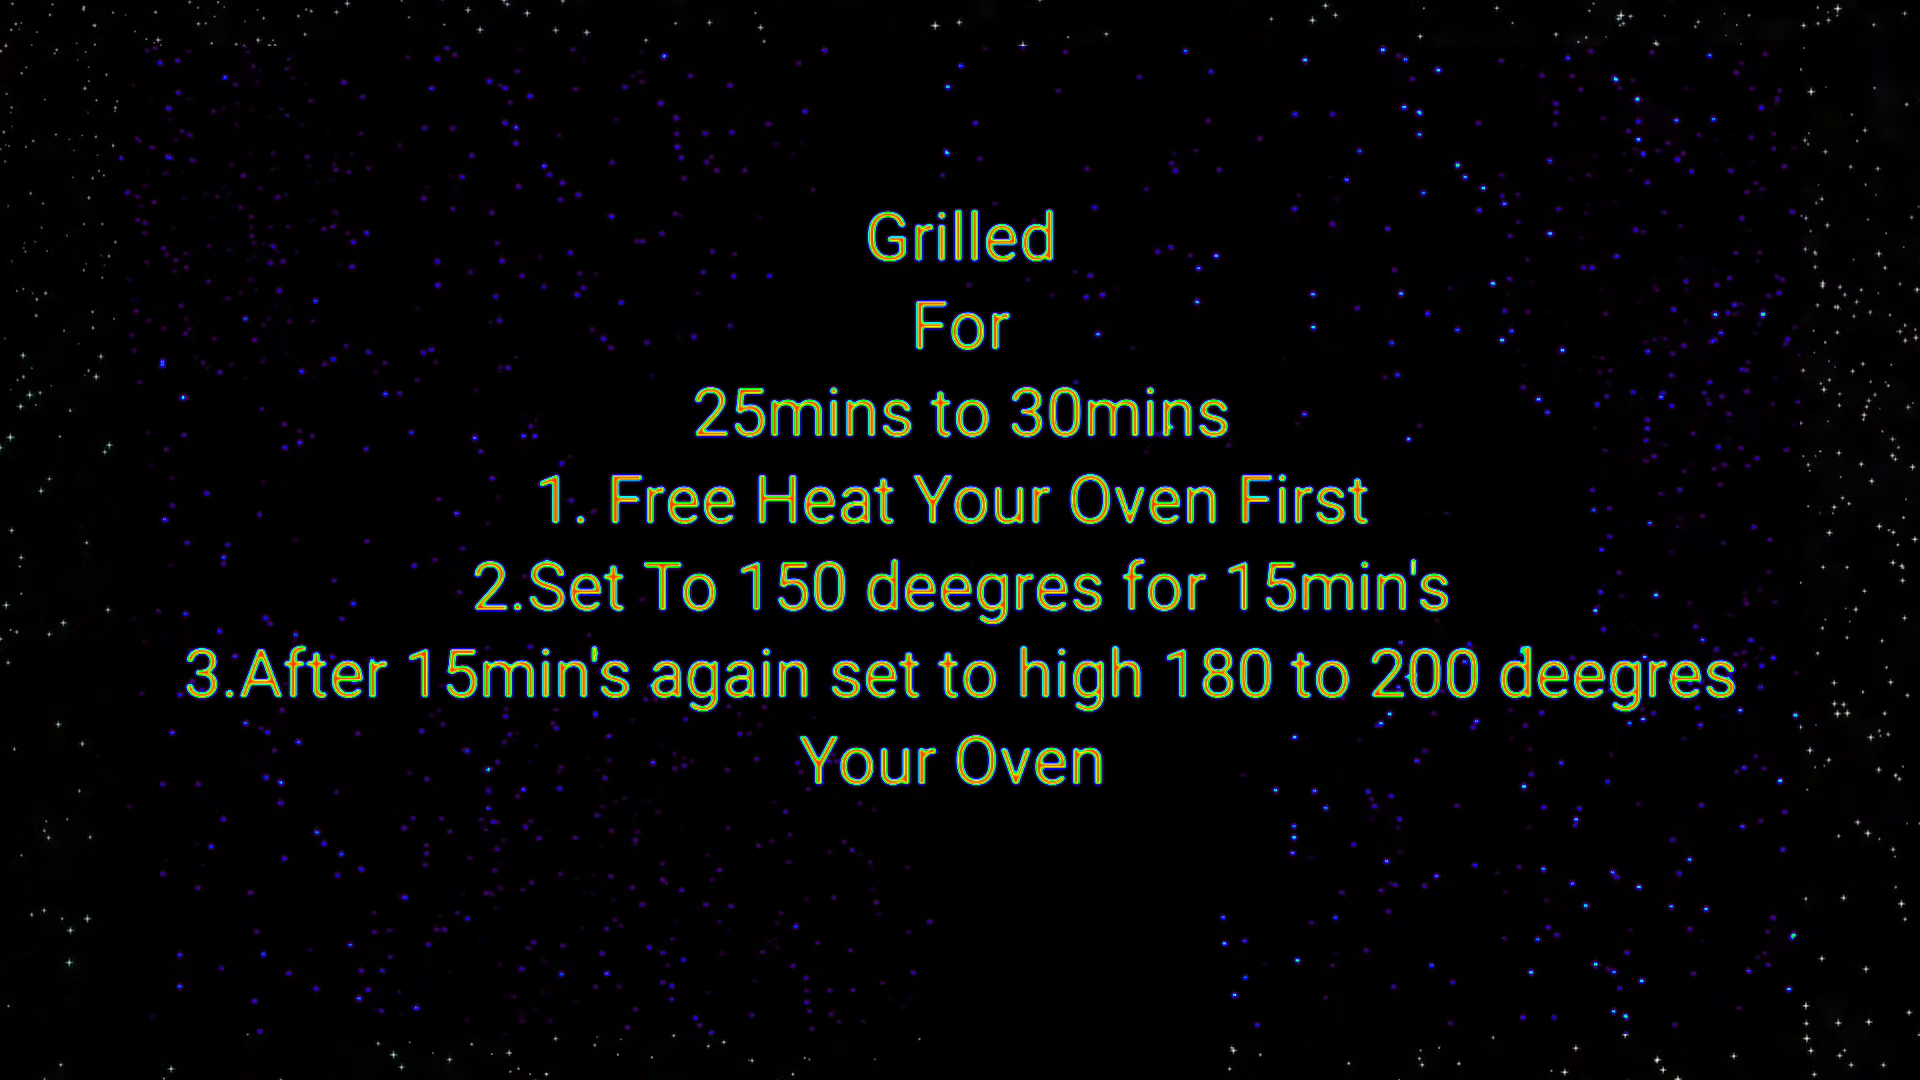 Grilled
For
25mins to 30mins
1. Free Heat Your Oven First
2.Set To 150 deegres for 15min's
3.After 15min's again set to high 180 to 200 deegres
Your Oven